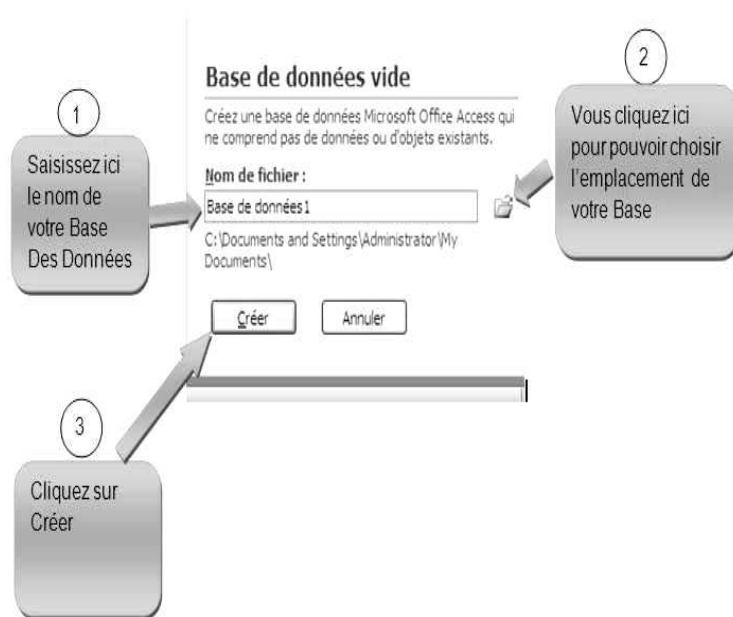 Base de données vide
Créez une base de données Microsoft Office Access qui
ne comprend pas de données ou d'objets existants.
Nom de fichier :
Base de données1
C:\Documents and Settings\Administrator\My
Documents\
Créer
Annuler
1
Saisissez ici
le nom de
votre Base
Des Données
2
Vous cliquez ici
pour pouvoir choisir
l'emplacement de
votre Base
3
Cliquez sur
Créer